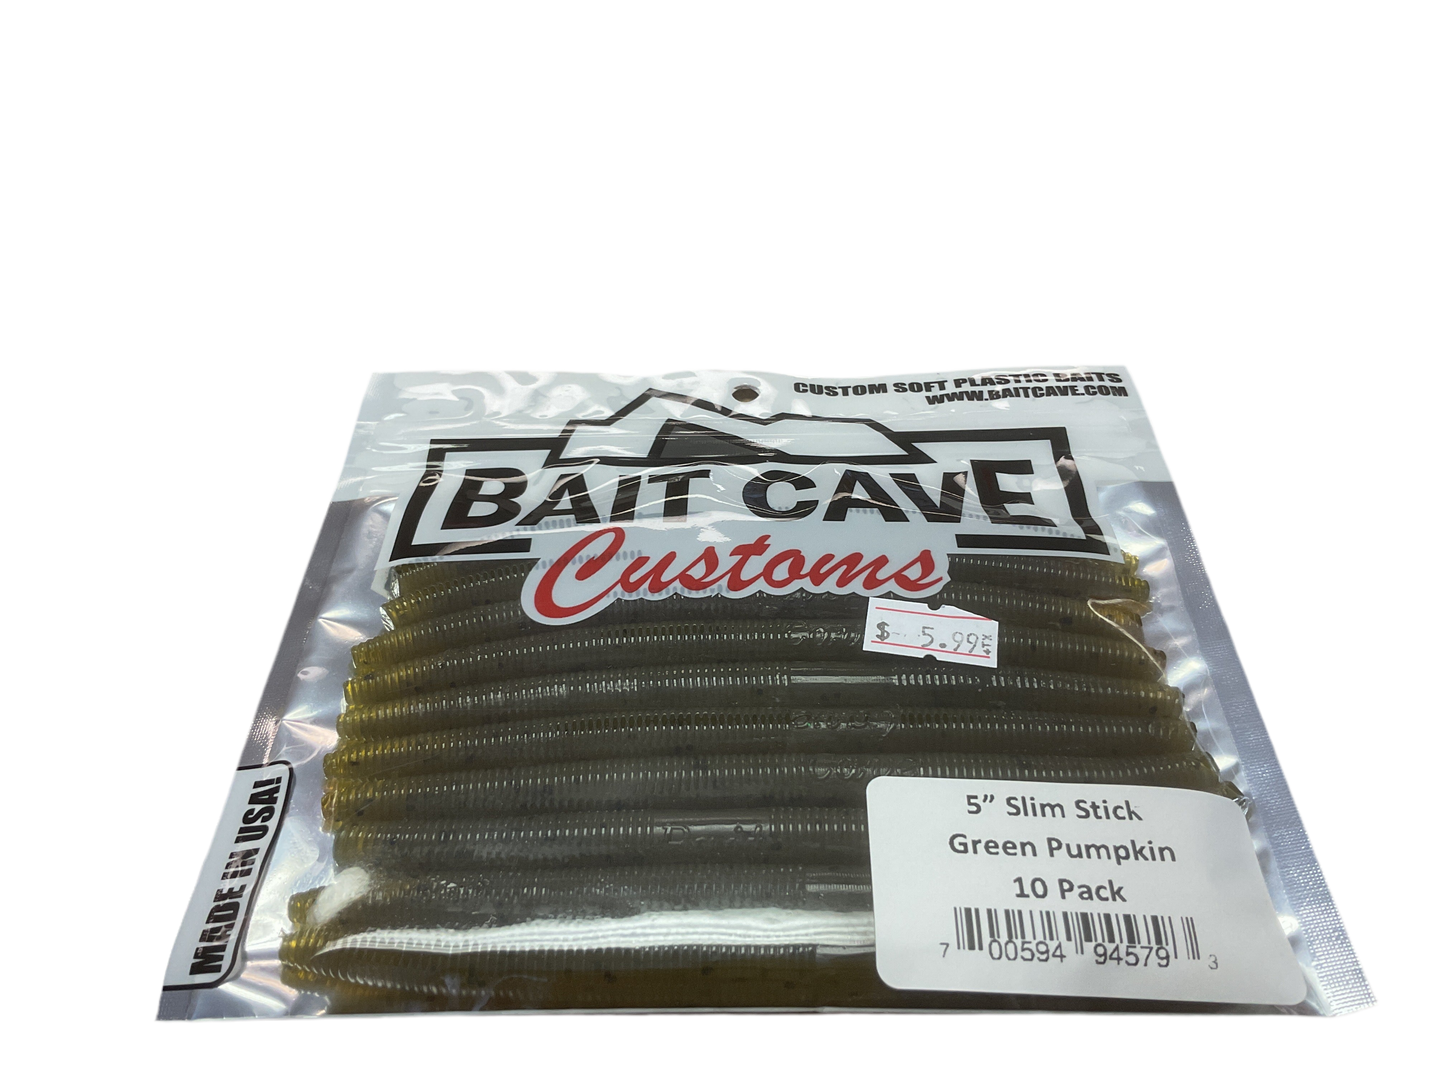 CUSTOM SOFT PLASTIC BAITS
WWW.BAITCAVE.COM
BAIT CAVE
Customs
$ 5.99
MADE IN USA!
5” Slim Stick
Green Pumpkin
10 Pack
7 00594 94579 3